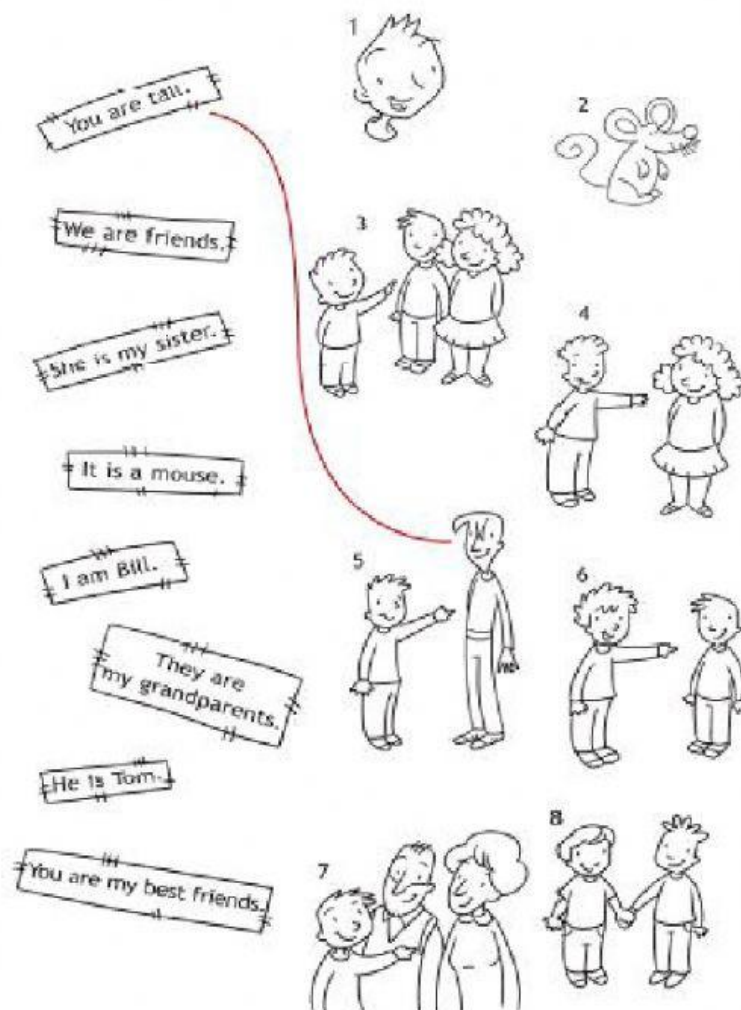 You are tall.
We are friends.
She is my sister.
It is a mouse.
I am Bill.
They are
my grandparents.
He is Tom.
You are my best friends.
1
2
3
4
5
6
7
8